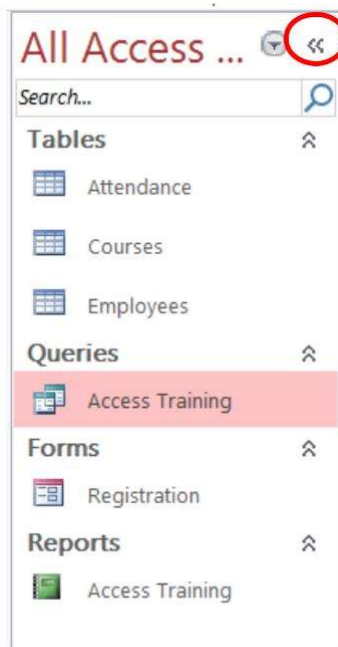 All Access ...
Search...
Tables
Attendance
Courses
Employees
Queries
Access Training
Forms
Registration
Reports
Access Training